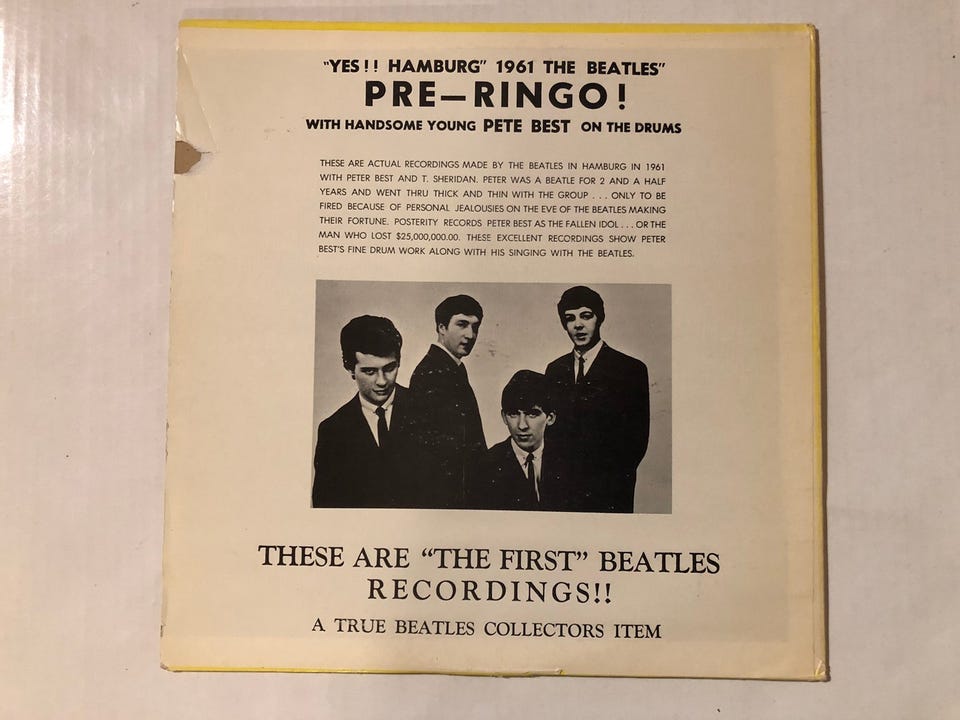 "YES!! HAMBURG" 1961 THE BEATLES"
PRE—RINGO!
WITH HANDSOME YOUNG PETE BEST ON THE DRUMS
THESE ARE ACTUAL RECORDINGS MADE BY THE BEATLES IN HAMBURG IN 1961
WITH PETER BEST AND T. SHERIDAN. PETER WAS A BEATLE FOR 2 AND A HALF
YEARS AND WENT THRU THICK AND THIN WITH THE GROUP . . . ONLY TO BE
FIRED BECAUSE OF PERSONAL JEALOUSIES ON THE EVE OF THE BEATLES MAKING
THEIR FORTUNE. POSTERITY RECORDS PETER BEST AS THE FALLEN IDOL . . . OR THE
MAN WHO LOST $25,000,000.00. THESE EXCELLENT RECORDINGS SHOW PETER
BEST'S FINE DRUM WORK ALONG WITH HIS SINGING WITH THE BEATLES.
THESE ARE "THE FIRST" BEATLES
RECORDINGS!!
A TRUE BEATLES COLLECTORS ITEM